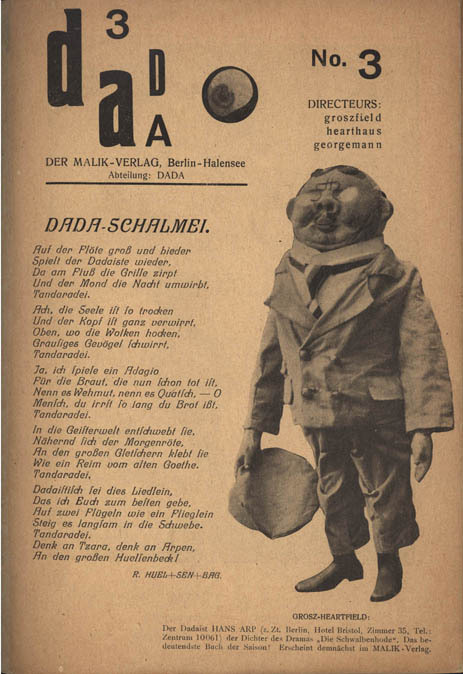 3
daDA
No. 3
DIRECTEURS:
groszfield
hearthaus
georgemann
DER MALIK-VERLAG, Berlin-Halensee
Abteilung: DADA
DADA-SCHALMEI.
Auf der Flöte groß und bieder
Spielt der Dadaiste wieder,
Da am Fluß die Grille zirpt
Und der Mond die Nacht umwirbt,
Tandaradei.
Ach, die Seele ist so trocken
Und der Kopf ist ganz verwirrt,
Oben, wo die Wolken hocken,
Grausiges Gevögel schwirrt,
Tandaradei.
Ja, ich spiele ein Adagio
Für die Braut, die nun schon tot ist,
Nenn es Wehmut, nenn es Quatsch, — O
Mensch, du irrst so lang du Brot ißt,
Tandaradei.
In die Geisterwelt entschwebt sie,
Nähernd sich der Morgenröte,
An den großen Gletschern klebt sie
Wie ein Reim vom alten Goethe.
Tandaradei,
Dadaistisch sei dies Liedlein,
Das ich Euch zum besten gebe,
Auf zwei Flügeln wie ein Flieglein
Steig es langsam in die Schwebe.
Tandaradei.
Denk an Tzara, denk an Arpen,
An den großen Huelsenbeck!
R. HUEL+SEN+BAG.
GROSZ-HEARTFIELD:
Der Dadaist HANS ARP (z. Zt. Berlin, Hotel Bristol, Zimmer 35, Tel.:
Zentrum 10061) der Dichter des Dramas „Die Schwalbenhode". Das be-
deutendste Buch der Saison! Erscheint demnächst im MALIK-Verlag.